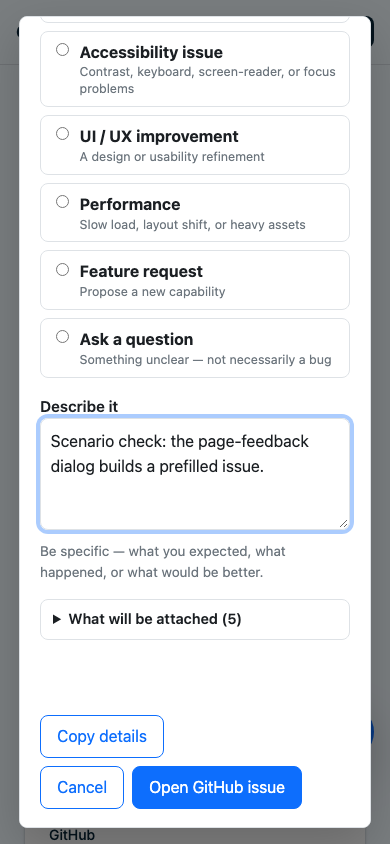 Accessibility issue
Contrast, keyboard, screen-reader, or focus
problems
UI / UX improvement
A design or usability refinement
Performance
Slow load, layout shift, or heavy assets
Feature request
Propose a new capability
Ask a question
Something unclear — not necessarily a bug
Describe it
Scenario check: the page-feedback
dialog builds a prefilled issue.
Be specific — what you expected, what
happened, or what would be better.
What will be attached (5)
Copy details
Cancel
Open GitHub issue
GitHub